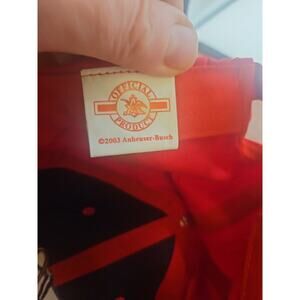 OFFICIAL
PRODUCT
©2003 Anheuser-Busch